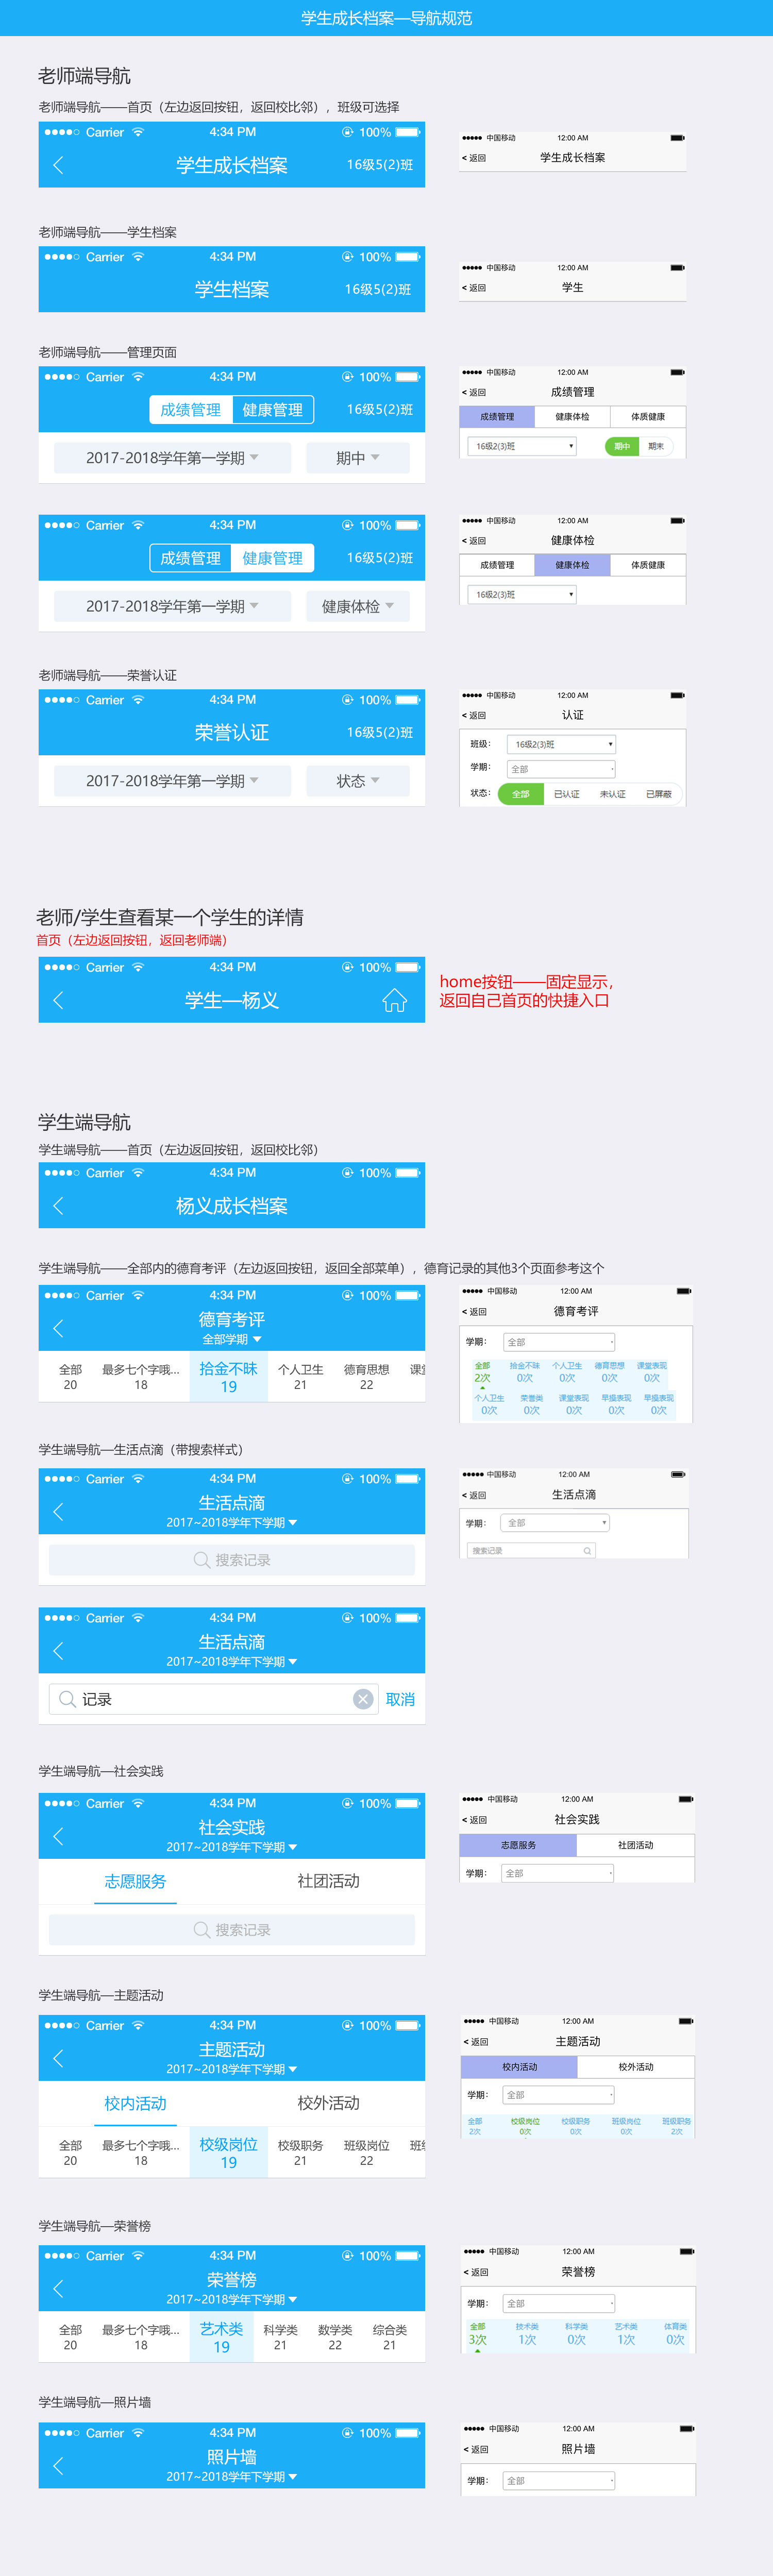 学生成长档案—导航规范
老师端导航
老师端导航——首页（左边返回按钮，返回校比邻），班级可选择
Carrier 4:34 PM 100%
学生成长档案 16级5(2)班
中国移动 12:00 AM
< 返回 学生成长档案
老师端导航——学生档案
Carrier 4:34 PM 100%
学生档案 16级5(2)班
中国移动 12:00 AM
< 返回 学生
老师端导航——管理页面
Carrier 4:34 PM 100%
成绩管理 健康管理 16级5(2)班
2017-2018学年第一学期 期中
中国移动 12:00 AM
< 返回 成绩管理
成绩管理 健康体检 体质健康
16级2(3)班 期中 期末
Carrier 4:34 PM 100%
成绩管理 健康管理 16级5(2)班
2017-2018学年第一学期 健康体检
中国移动 12:00 AM
< 返回 健康体检
成绩管理 健康体检 体质健康
16级2(3)班
老师端导航——荣誉认证
Carrier 4:34 PM 100%
荣誉认证 16级5(2)班
2017-2018学年第一学期 状态
中国移动 12:00 AM
< 返回 认证
班级： 16级2(3)班
学期： 全部
状态： 全部 已认证 未认证 已屏蔽
老师/学生查看某一个学生的详情
首页（左边返回按钮，返回老师端）
Carrier 4:34 PM 100%
学生—杨义
home按钮——固定显示，
返回自己首页的快捷入口
学生端导航
学生端导航——首页（左边返回按钮，返回校比邻）
Carrier 4:34 PM 100%
杨义成长档案
学生端导航——全部内的德育考评（左边返回按钮，返回全部菜单），德育记录的其他3个页面参考这个
Carrier 4:34 PM 100%
德育考评
全部学期
全部 最多七个字哦... 拾金不昧 个人卫生 德育思想 课堂
20 18 19 21 22
中国移动 12:00 AM
< 返回 德育考评
学期： 全部
全部 拾金不昧 个人卫生 德育思想 课堂表现
2次 0次 0次 0次 0次
个人卫生 荣誉类 课堂表现 早操表现 早操表现
0次 0次 0次 0次 0次
学生端导航—生活点滴（带搜索样式）
Carrier 4:34 PM 100%
生活点滴
2017~2018学年下学期
搜索记录
中国移动 12:00 AM
< 返回 生活点滴
学期： 全部
搜索记录
Carrier 4:34 PM 100%
生活点滴
2017~2018学年下学期
记录 取消
学生端导航—社会实践
Carrier 4:34 PM 100%
社会实践
2017~2018学年下学期
志愿服务 社团活动
搜索记录
中国移动 12:00 AM
< 返回 社会实践
志愿服务 社团活动
学期： 全部
学生端导航—主题活动
Carrier 4:34 PM 100%
主题活动
2017~2018学年下学期
校内活动 校外活动
全部 最多七个字哦... 校级岗位 校级职务 班级岗位 班级
20 18 19 21 22
中国移动 12:00 AM
< 返回 主题活动
校内活动 校外活动
学期： 全部
全部 校级岗位 校级职务 班级岗位 班级职务
2次 0次 0次 0次 2次
学生端导航—荣誉榜
Carrier 4:34 PM 100%
荣誉榜
2017~2018学年下学期
全部 最多七个字哦... 艺术类 科学类 数学类 综合类
20 18 19 21 22 21
中国移动 12:00 AM
< 返回 荣誉榜
学期： 全部
全部 技术类 科学类 艺术类 体育类
3次 1次 0次 1次 0次
学生端导航—照片墙
Carrier 4:34 PM 100%
照片墙
2017~2018学年下学期
中国移动 12:00 AM
< 返回 照片墙
学期： 全部